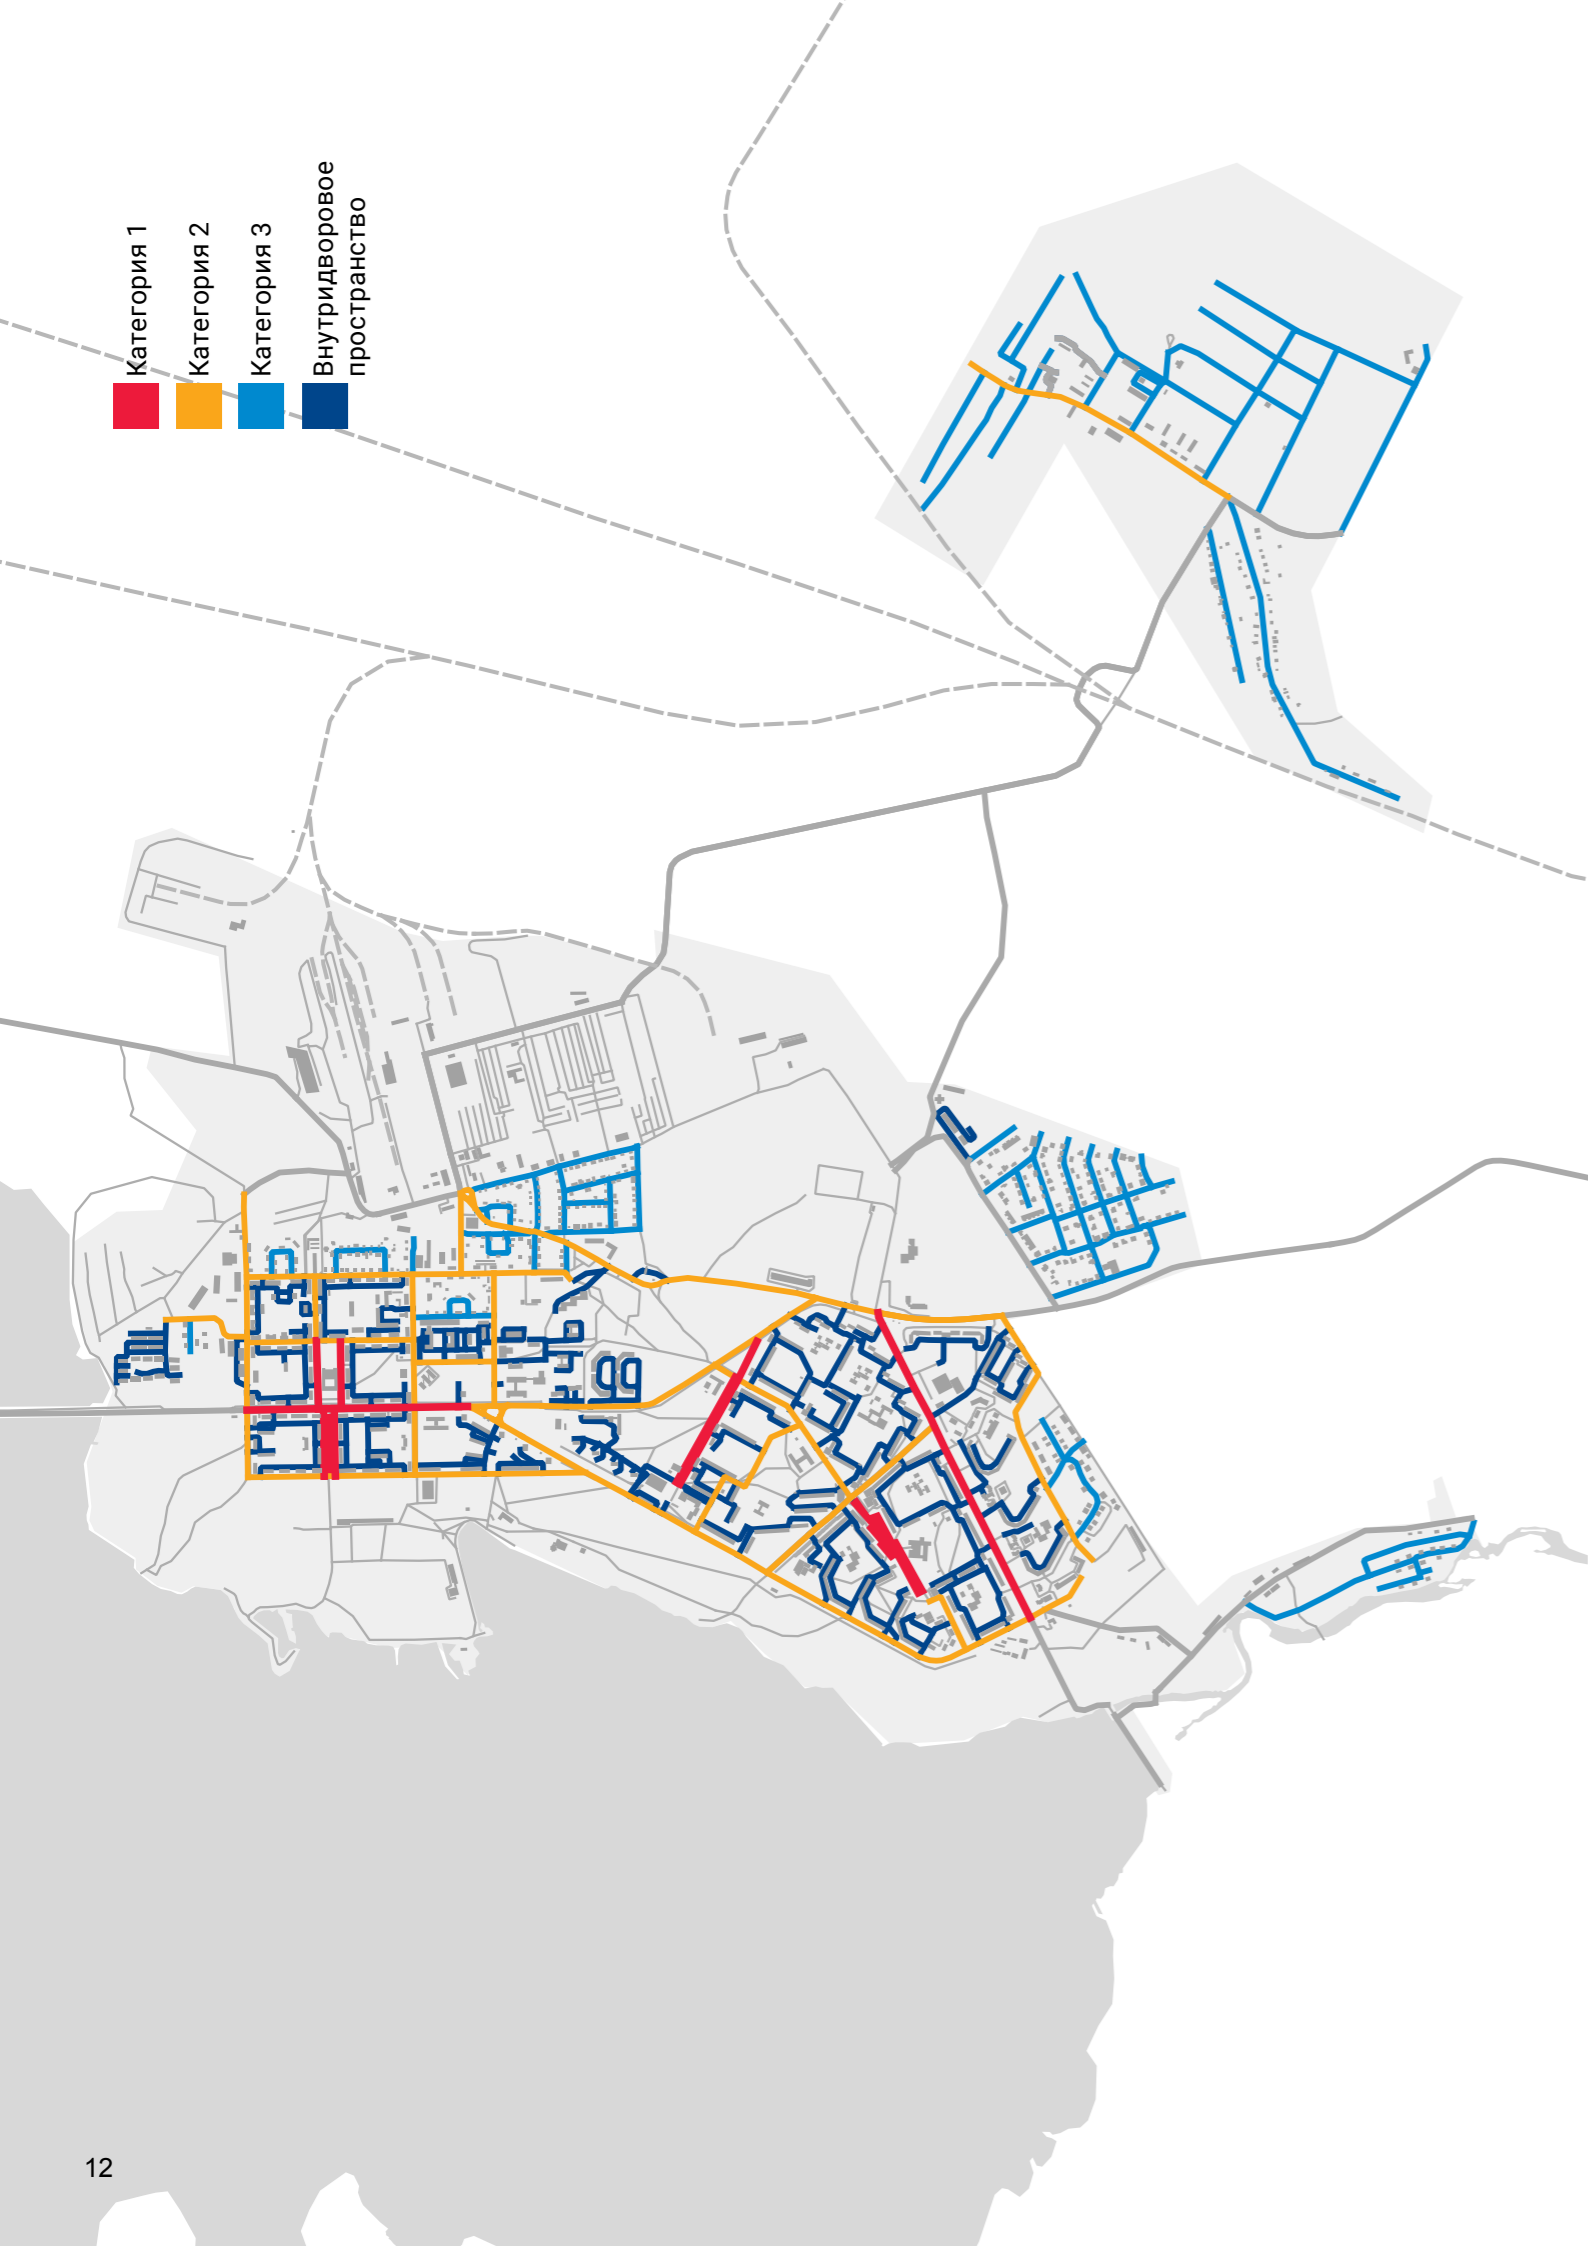 Категория 1
Категория 2
Категория 3
Внутридворовое
пространство
12